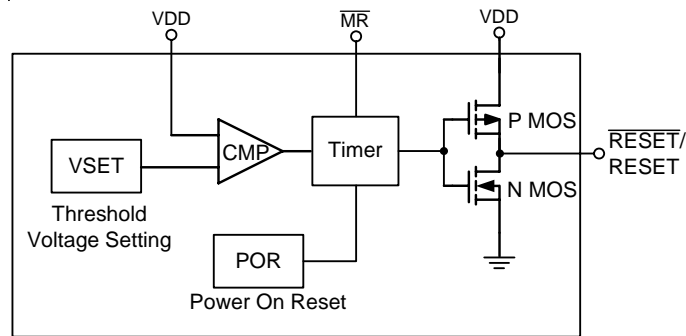 VDD
MR
VDD
VSET
CMP
Timer
P MOS
N MOS
RESET/
RESET
Threshold
Voltage Setting
POR
Power On Reset